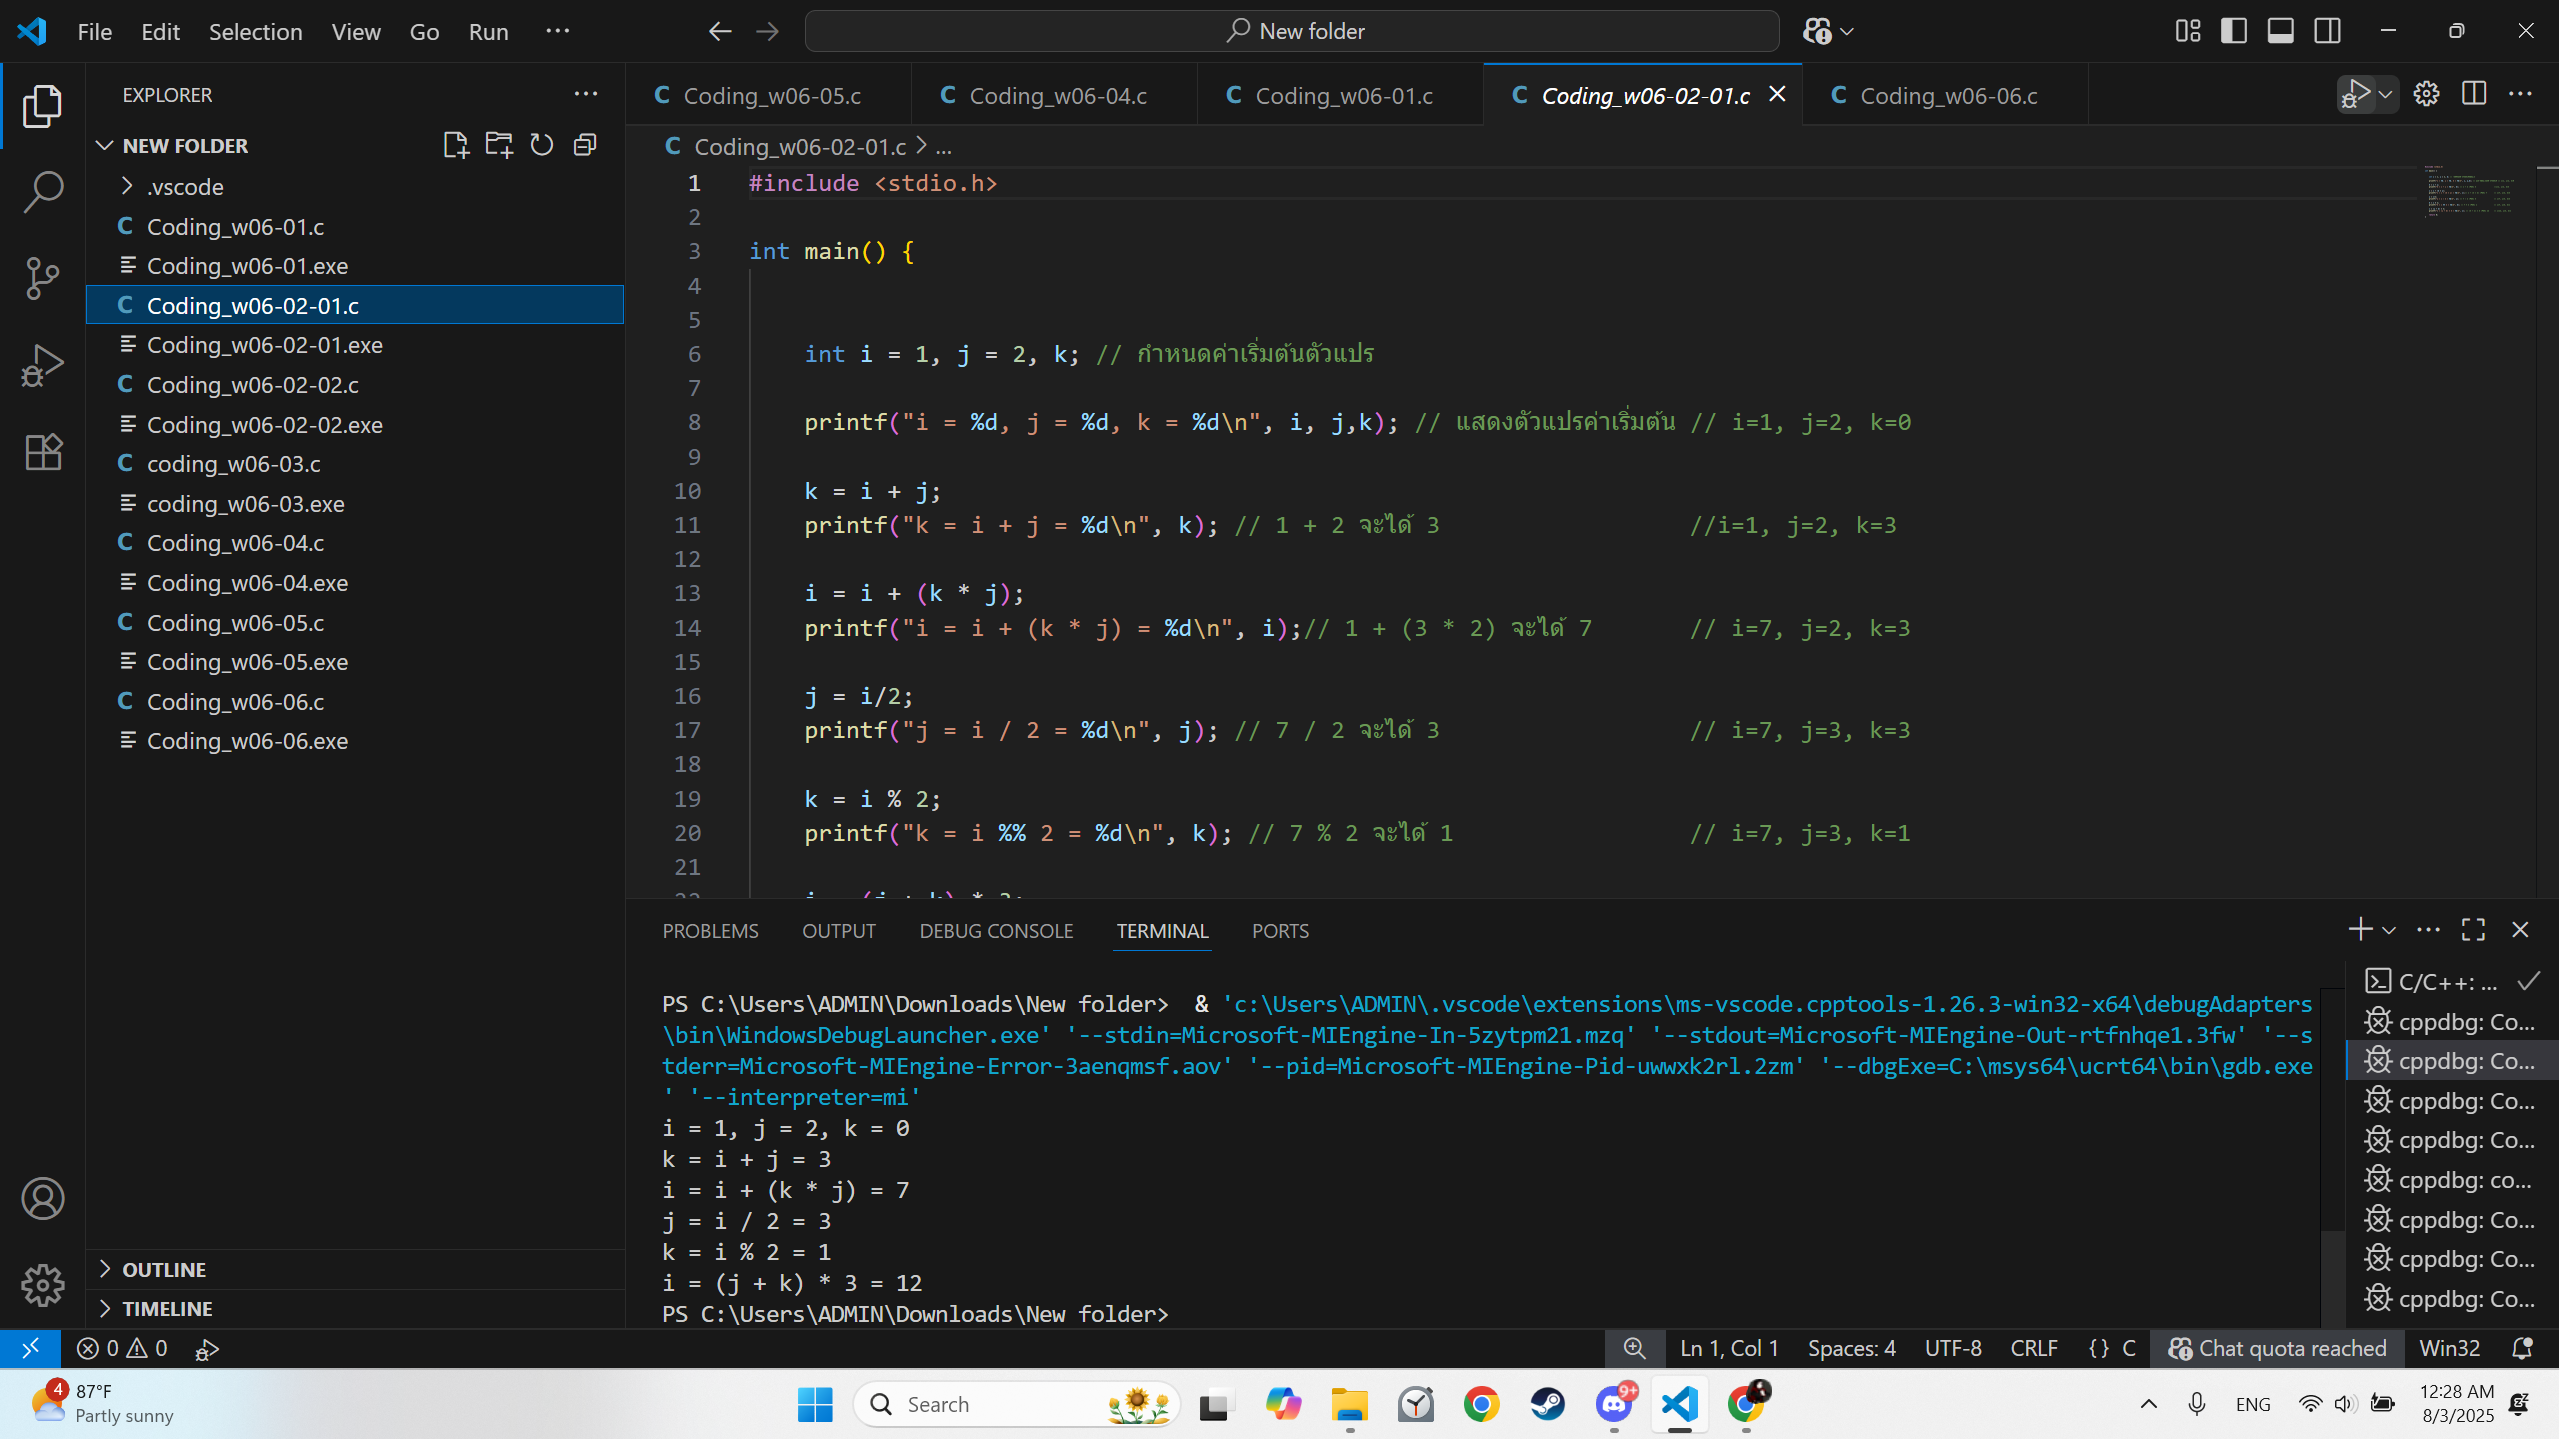 File Edit Selection View Go Run ··· New folder
EXPLORER ···
NEW FOLDER
.vscode
C Coding_w06-01.c
Coding_w06-01.exe
C Coding_w06-02-01.c
Coding_w06-02-01.exe
C Coding_w06-02-02.c
Coding_w06-02-02.exe
C coding_w06-03.c
coding_w06-03.exe
C Coding_w06-04.c
Coding_w06-04.exe
C Coding_w06-05.c
Coding_w06-05.exe
C Coding_w06-06.c
Coding_w06-06.exe
OUTLINE
TIMELINE
C Coding_w06-05.c C Coding_w06-04.c C Coding_w06-01.c C Coding_w06-02-01.c C Coding_w06-06.c
C Coding_w06-02-01.c > ...
1 #include <stdio.h>
2
3 int main() {
4
5
6 int i = 1, j = 2, k; // กำหนดค่าเริ่มต้นตัวแปร
7
8 printf("i = %d, j = %d, k = %d\n", i, j,k); // แสดงตัวแปรค่าเริ่มต้น // i=1, j=2, k=0
9
10 k = i + j;
11 printf("k = i + j = %d\n", k); // 1 + 2 จะได้ 3 //i=1, j=2, k=3
12
13 i = i + (k * j);
14 printf("i = i + (k * j) = %d\n", i);// 1 + (3 * 2) จะได้ 7 // i=7, j=2, k=3
15
16 j = i/2;
17 printf("j = i / 2 = %d\n", j); // 7 / 2 จะได้ 3 // i=7, j=3, k=3
18
19 k = i % 2;
20 printf("k = i %% 2 = %d\n", k); // 7 % 2 จะได้ 1 // i=7, j=3, k=1
21
PROBLEMS OUTPUT DEBUG CONSOLE TERMINAL PORTS
PS C:\Users\ADMIN\Downloads\New folder> & 'c:\Users\ADMIN\.vscode\extensions\ms-vscode.cpptools-1.26.3-win32-x64\debugAdapters
\bin\WindowsDebugLauncher.exe' '--stdin=Microsoft-MIEngine-In-5zytpm21.mzq' '--stdout=Microsoft-MIEngine-Out-rtfnhqe1.3fw' '--s
tderr=Microsoft-MIEngine-Error-3aenqmsf.aov' '--pid=Microsoft-MIEngine-Pid-uwwxk2rl.2zm' '--dbgExe=C:\msys64\ucrt64\bin\gdb.exe
' '--interpreter=mi'
i = 1, j = 2, k = 0
k = i + j = 3
i = i + (k * j) = 7
j = i / 2 = 3
k = i % 2 = 1
i = (j + k) * 3 = 12
PS C:\Users\ADMIN\Downloads\New folder>
C/C++: ...
cppdbg: Co...
cppdbg: Co...
cppdbg: Co...
cppdbg: Co...
cppdbg: co...
cppdbg: Co...
cppdbg: Co...
cppdbg: Co...
0 0 Ln 1, Col 1 Spaces: 4 UTF-8 CRLF {} C Chat quota reached Win32
4 87°F
Partly sunny
Search
9+
ENG
12:28 AM
8/3/2025